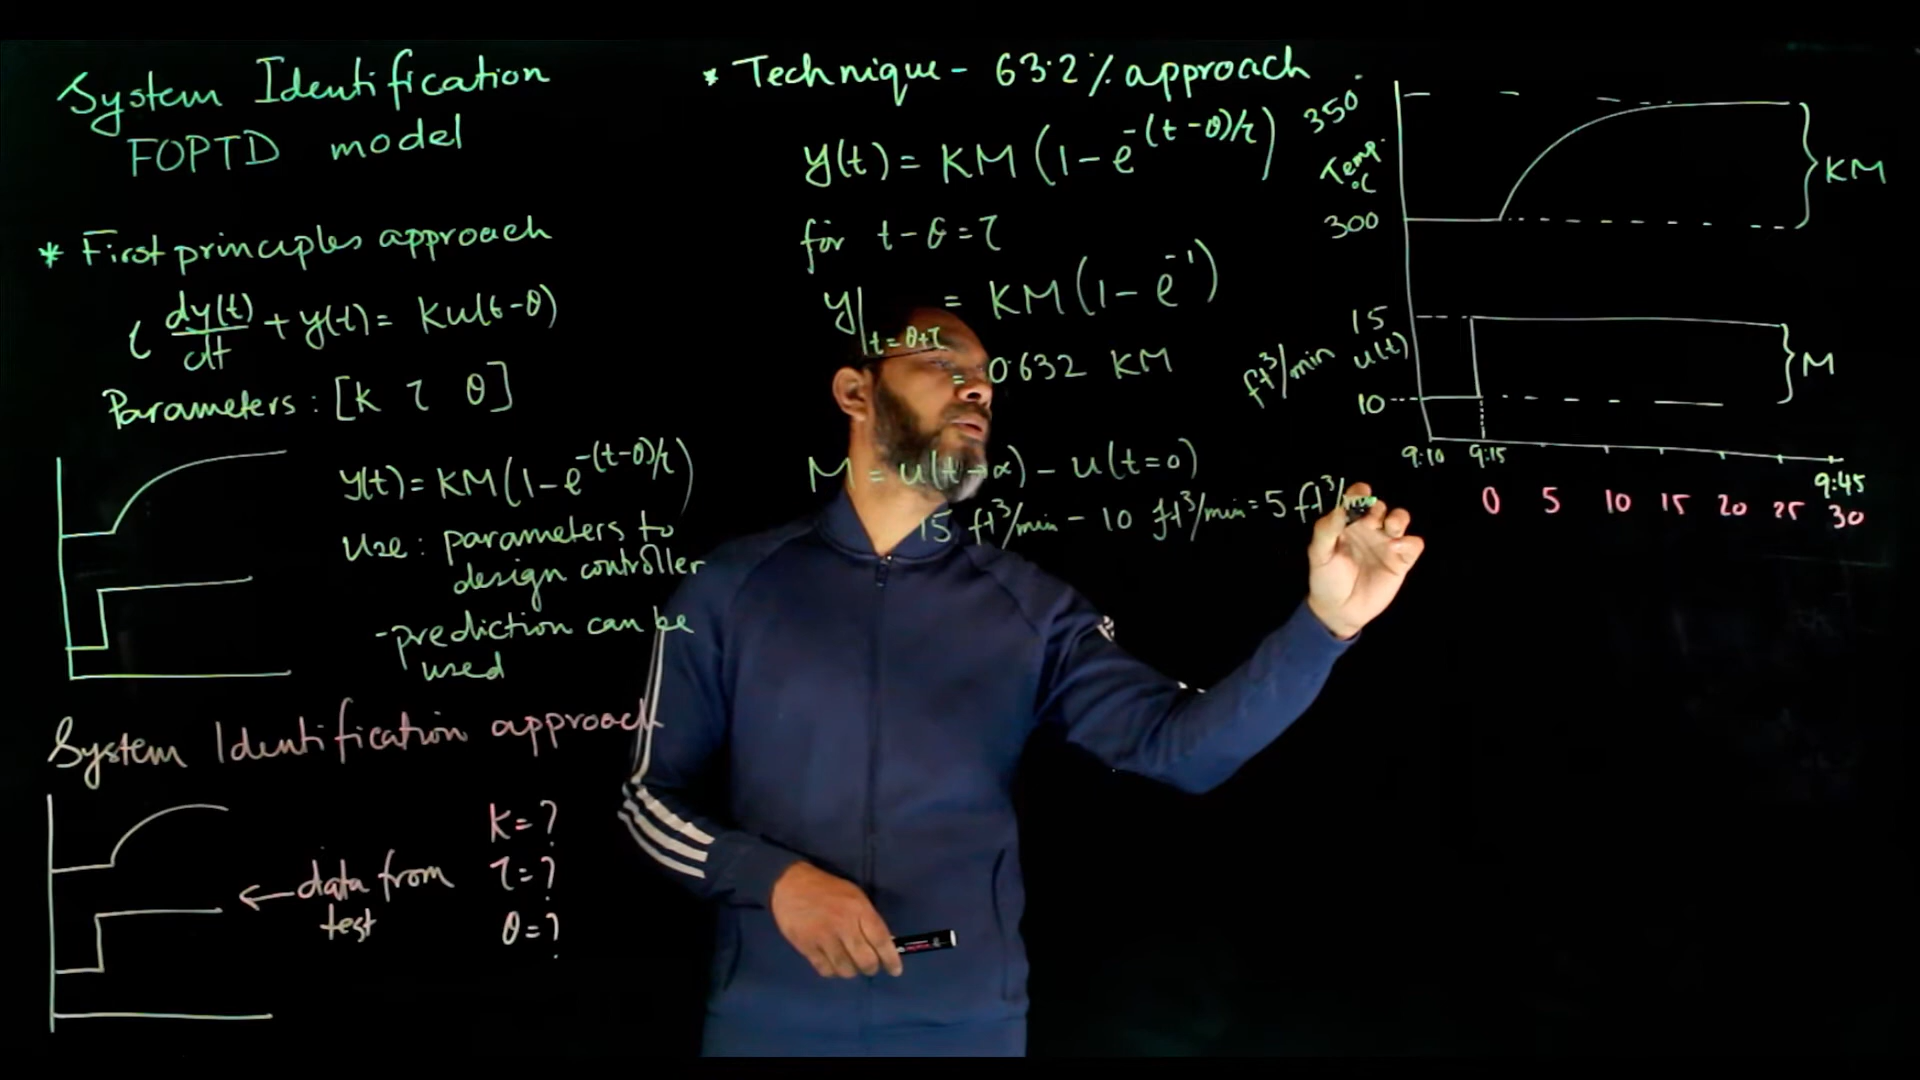 System Identification
FOPTD model
* First principles approach
τ dy(t)/dt + y(t) = Ku(t-θ)
Parameters: [K τ θ]
y(t) = KM(1-e^-(t-θ)/τ)
Use: parameters to
design controller
-prediction can be
used
System Identification approach
K=?
← data from
test
τ=?
θ=?
* Technique - 63.2% approach
y(t) = KM(1-e^-(t-θ)/τ)
for t-θ=τ
y|t=θ+τ = KM(1-e^-1)
= 0.632 KM
M = u(t→∝) - u(t=0)
15 ft³/min - 10 ft³/min = 5 ft³/min
350
Temp.
°C
300
KM
15
u(t)
ft³/min
10
M
9:10 9:15 9:45
0 5 10 15 20 25 30